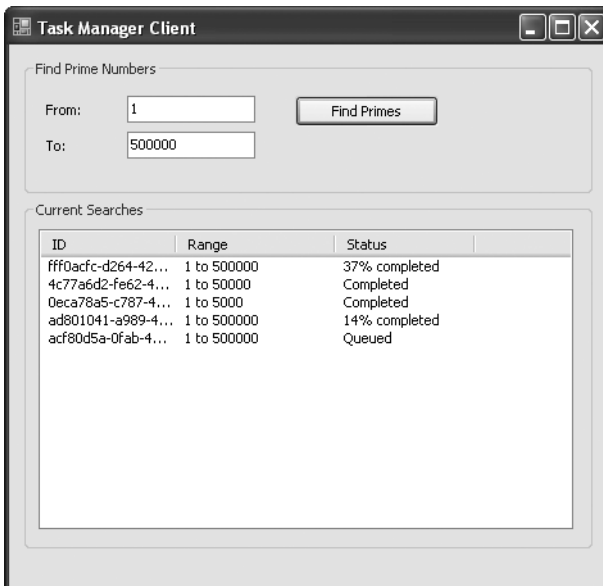 Task Manager Client
Find Prime Numbers
From: 1 Find Primes
To: 500000
Current Searches
ID Range Status
fff0acfc-d264-42... 1 to 500000 37% completed
4c77a6d2-fe62-4... 1 to 50000 Completed
0eca78a5-c787-4... 1 to 5000 Completed
ad801041-a989-4... 1 to 500000 14% completed
acf80d5a-0fab-4... 1 to 500000 Queued